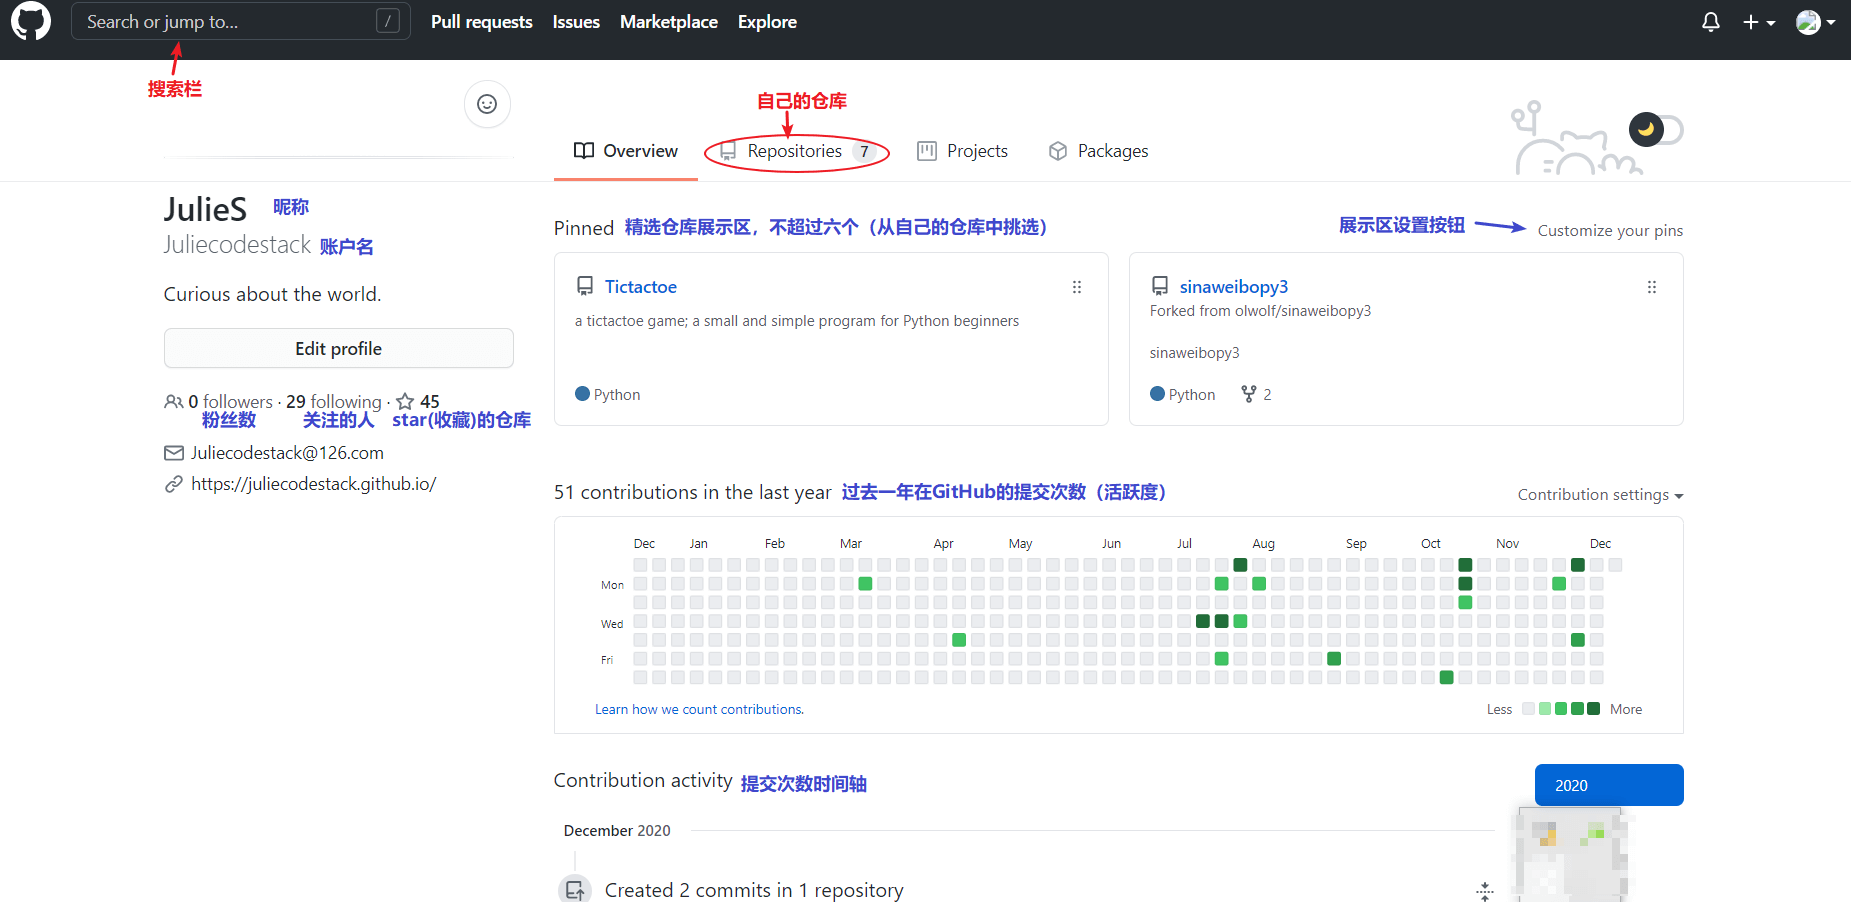 Search or jump to...
/
Pull requests
Issues
Marketplace
Explore
搜索栏
自己的仓库
Overview
Repositories 7
Projects
Packages
JulieS 昵称
Juliecodestack 账户名
Curious about the world.
Edit profile
0 followers · 29 following · 45
粉丝数 关注的人 star(收藏)的仓库
Juliecodestack@126.com
https://juliecodestack.github.io/
Pinned 精选仓库展示区，不超过六个（从自己的仓库中挑选）
展示区设置按钮 Customize your pins
Tictactoe
a tictactoe game; a small and simple program for Python beginners
Python
sinaweibopy3
Forked from olwolf/sinaweibopy3
sinaweibopy3
Python 2
51 contributions in the last year 过去一年在GitHub的提交次数（活跃度）
Contribution settings
Dec Jan Feb Mar Apr May Jun Jul Aug Sep Oct Nov Dec
Mon
Wed
Fri
Learn how we count contributions.
Less More
Contribution activity 提交次数时间轴
2020
December 2020
Created 2 commits in 1 repository